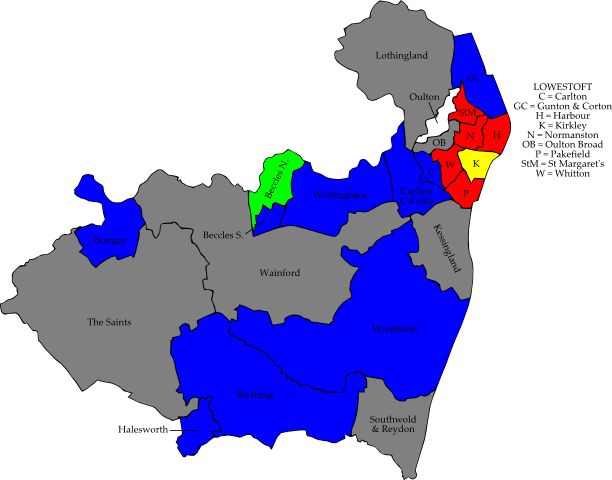 Lothingland
GC
Oulton
LOWESTOFT
C = Carlton
GC = Gunton & Corton
H = Harbour
K = Kirkley
N = Normanston
OB = Oulton Broad
P = Pakefield
StM = St Margaret's
W = Whitton
StM
N
H
OB
W
K
C
P
Beccles N.
Worlingham
Carlton
Colville
Beccles S.
Bungay
Kessingland
Wainford
The Saints
Wrentham
Blything
Halesworth
Southwold
& Reydon